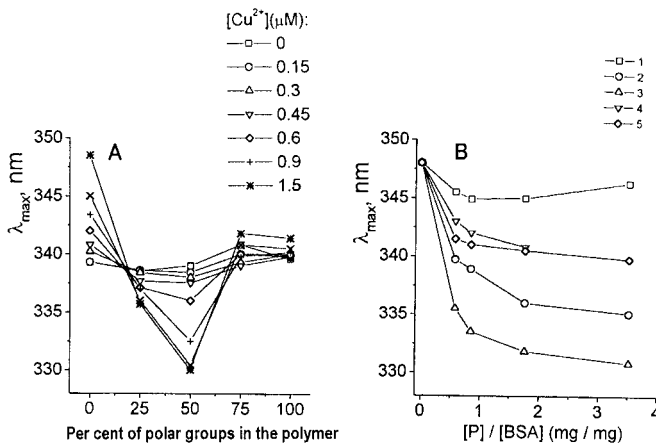 [Cu²⁺](μM):
0
0.15
0.3
0.45
0.6
0.9
1.5
A
λmax, nm
350
345
340
335
330
0 25 50 75 100
Per cent of polar groups in the polymer
1
2
3
4
5
B
λmax, nm
350
345
340
335
330
0 1 2 3 4
[P] / [BSA] (mg / mg)